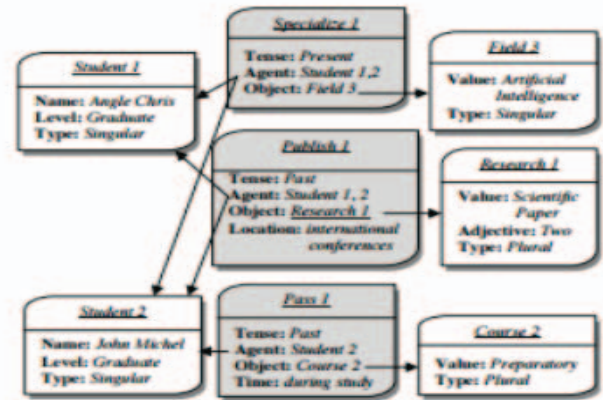 Specialize 1
Tense: Present
Agent: Student 1,2
Object: Field 3
Student 1
Name: Angle Chris
Level: Graduate
Type: Singular
Field 3
Value: Artificial
Intelligence
Type: Singular
Publish 1
Tense: Past
Agent: Student 1, 2
Object: Research 1
Location: international
conferences
Research 1
Value: Scientific
Paper
Adjective: Two
Type: Plural
Student 2
Name: John Michel
Level: Graduate
Type: Singular
Pass 1
Tense: Past
Agent: Student 2
Object: Course 2
Time: during study
Course 2
Value: Preparatory
Type: Plural